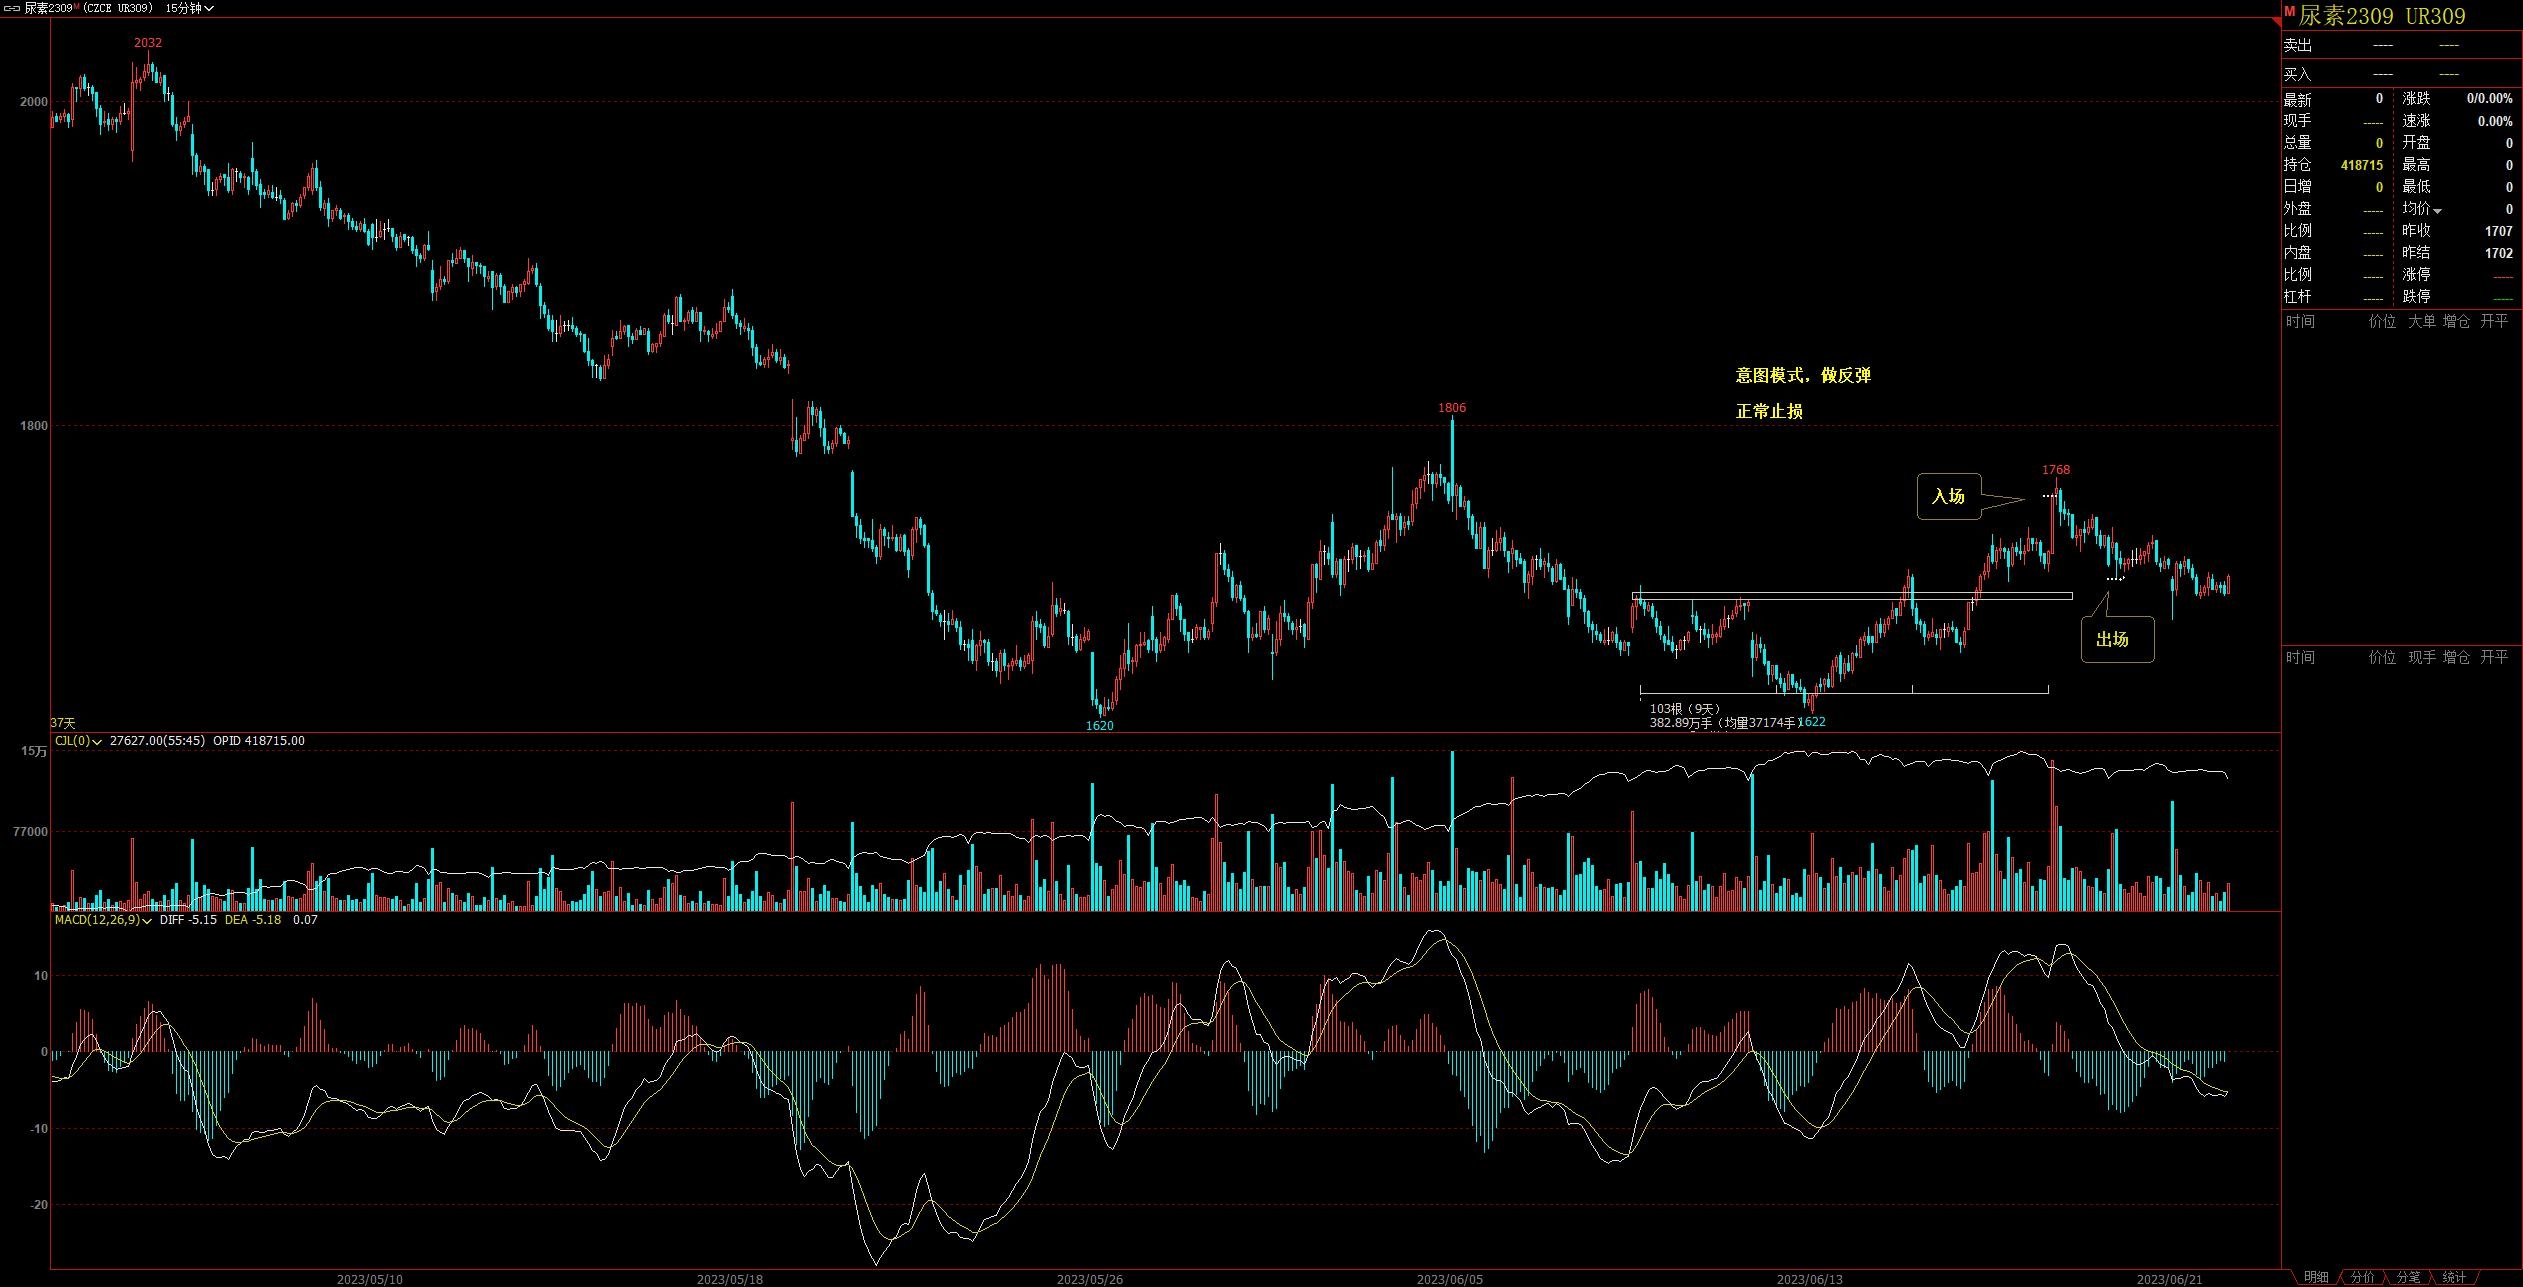 尿素2309M (CZCE UR309) 15分钟
2032
2000
1800
1806
意图模式，做反弹
正常止损
入场
1768
出场
103根（9天）
382.89万手（均量37174手）
1622
1620
37天
CJL(0) 27627.00(55:45) OPID 418715.00
15万
77000
MACD(12,26,9) DIFF -5.15 DEA -5.18 0.07
10
0
-10
-20
2023/05/10 2023/05/18 2023/05/26 2023/06/05 2023/06/13 2023/06/21
M 尿素2309 UR309
卖出 ---- ----
买入 ---- ----
最新 0 涨跌 0/0.00%
现手 ----- 速涨 0.00%
总量 0 开盘 0
持仓 418715 最高 0
日增 0 最低 0
外盘 ----- 均价 0
比例 ----- 昨收 1707
内盘 ----- 昨结 1702
比例 ----- 涨停 -----
杠杆 ----- 跌停 -----
时间 价位 大单 增仓 开平
时间 价位 现手 增仓 开平
明细 分价 分笔 统计